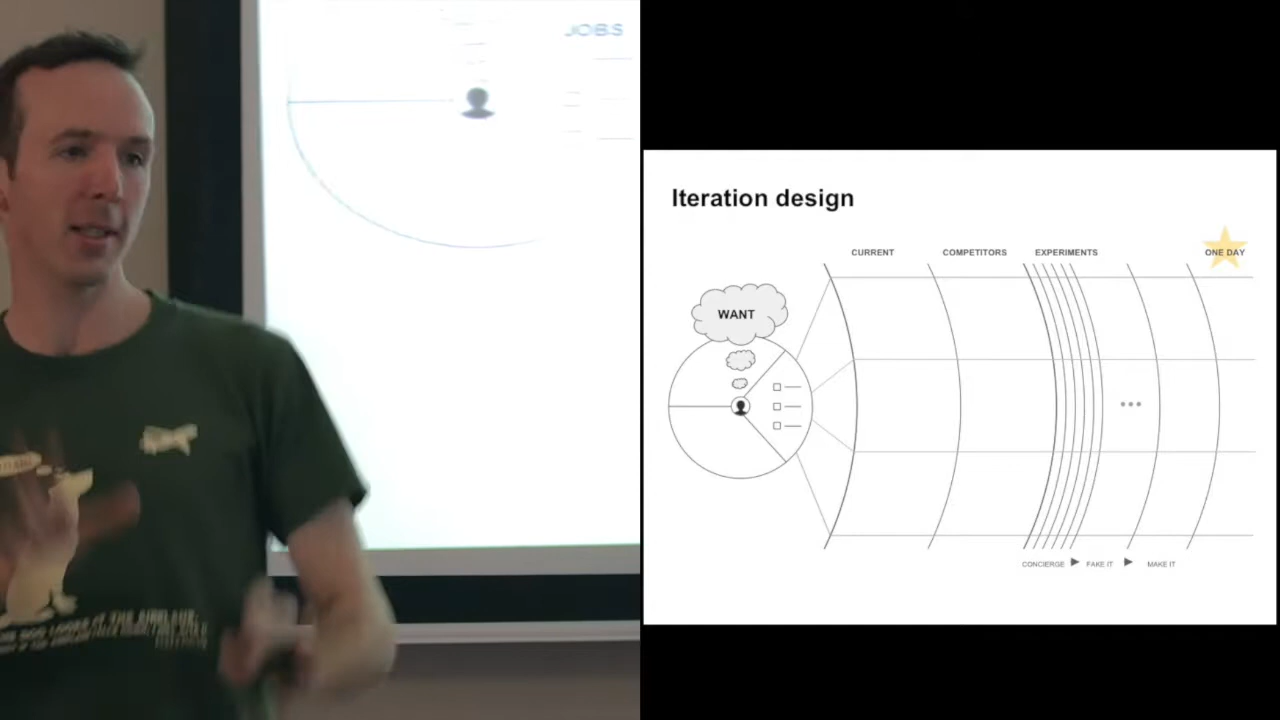 JOBS
Iteration design
CURRENT
COMPETITORS
EXPERIMENTS
ONE DAY
WANT
CONCIERGE
FAKE IT
MAKE IT